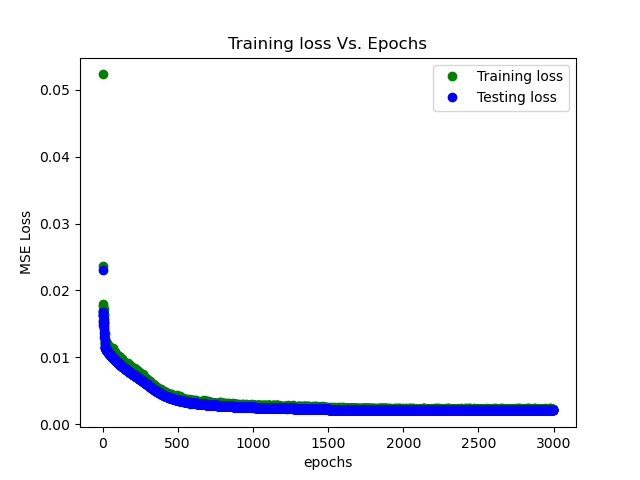 Training loss Vs. Epochs
Training loss
Testing loss
MSE Loss
0.05
0.04
0.03
0.02
0.01
0.00
0 500 1000 1500 2000 2500 3000
epochs